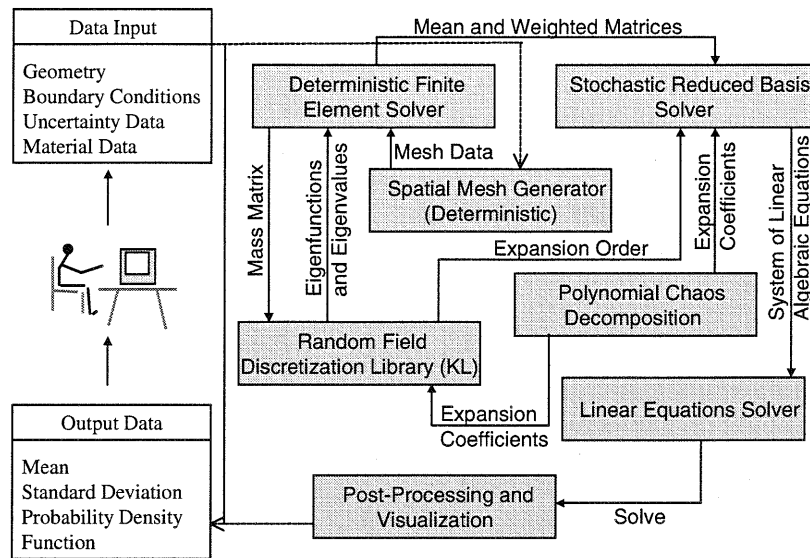 Data Input
Geometry
Boundary Conditions
Uncertainty Data
Material Data
Mean and Weighted Matrices
Deterministic Finite
Element Solver
Stochastic Reduced Basis
Solver
Mesh Data
Spatial Mesh Generator
(Deterministic)
Mass Matrix
Eigenfunctions
and Eigenvalues
Expansion
Coefficients
System of Linear
Algebraic Equations
Expansion Order
Polynomial Chaos
Decomposition
Random Field
Discretization Library (KL)
Expansion
Coefficients
Linear Equations Solver
Output Data
Mean
Standard Deviation
Probability Density
Function
Post-Processing and
Visualization
Solve